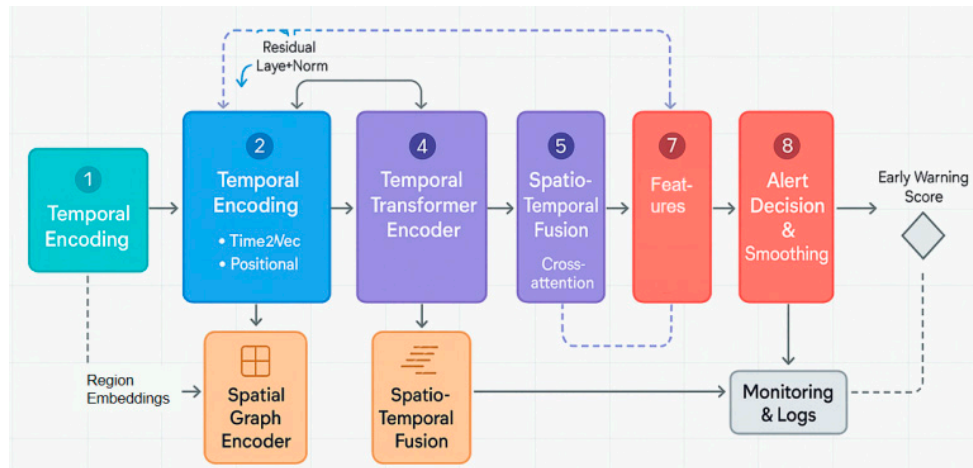 Residual
Laye+Norm
1
Temporal
Encoding
2
Temporal
Encoding
• Time2Vec
• Positional
4
Temporal
Transformer
Encoder
5
Spatio-
Temporal
Fusion
Cross-
attention
7
Feat-
ures
8
Alert
Decision
&
Smoothing
Early Warning
Score
Region
Embeddings
Spatial
Graph
Encoder
Spatio-
Temporal
Fusion
Monitoring
& Logs